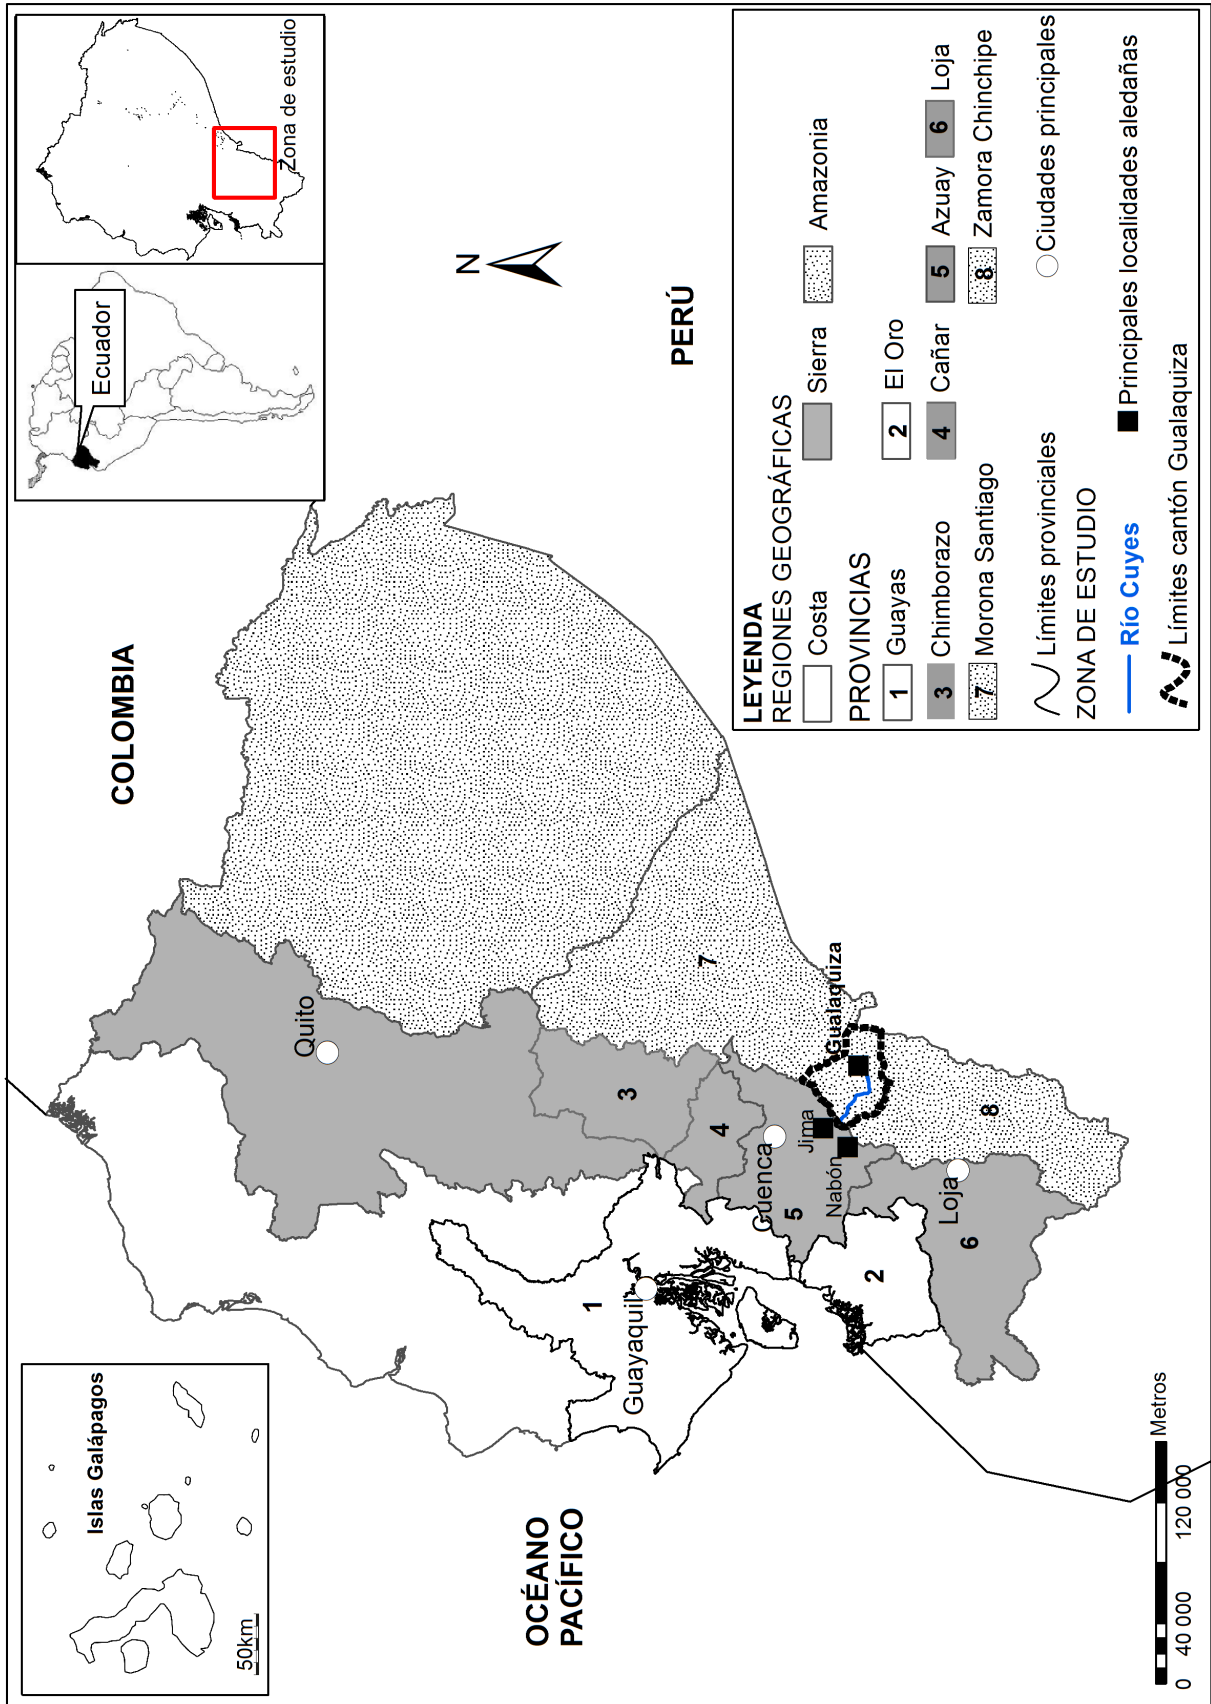 Islas Galápagos
50km
COLOMBIA
Ecuador
Zona de estudio
N
PERÚ
OCÉANO
PACÍFICO
Quito
Guayaquil
Cuenca
Jima
Nabón
Gualaquiza
Loja
1
2
3
4
5
6
7
8
LEYENDA
REGIONES GEOGRÁFICAS
Costa Sierra Amazonia
PROVINCIAS
1 Guayas 2 El Oro
3 Chimborazo 4 Cañar 5 Azuay 6 Loja
7 Morona Santiago 8 Zamora Chinchipe
Límites provinciales Ciudades principales
ZONA DE ESTUDIO
Río Cuyes Principales localidades aledañas
Límites cantón Gualaquiza
0 40 000 120 000
Metros